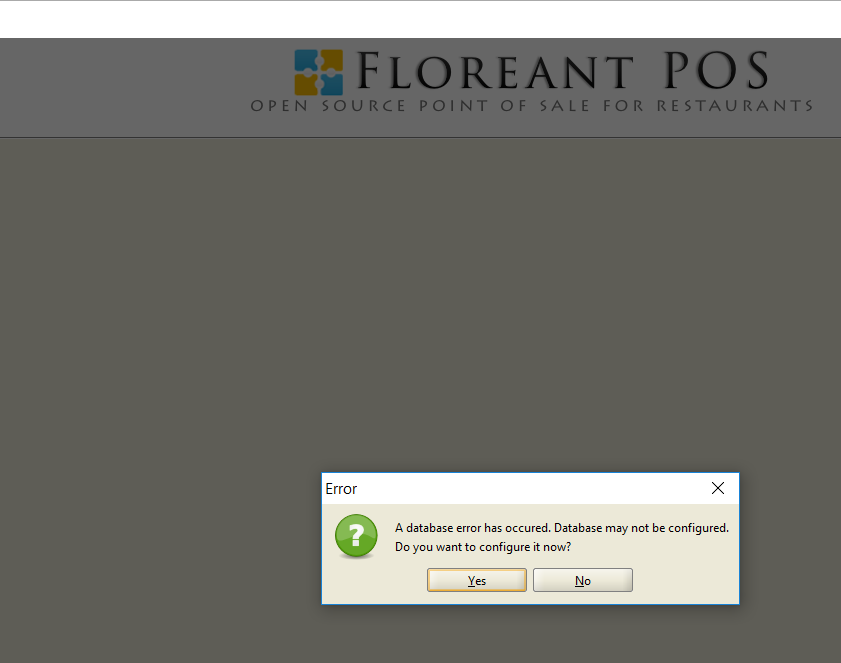 FLOREANT POS
OPEN SOURCE POINT OF SALE FOR RESTAURANTS
Error
?
A database error has occured. Database may not be configured.
Do you want to configure it now?
Yes No